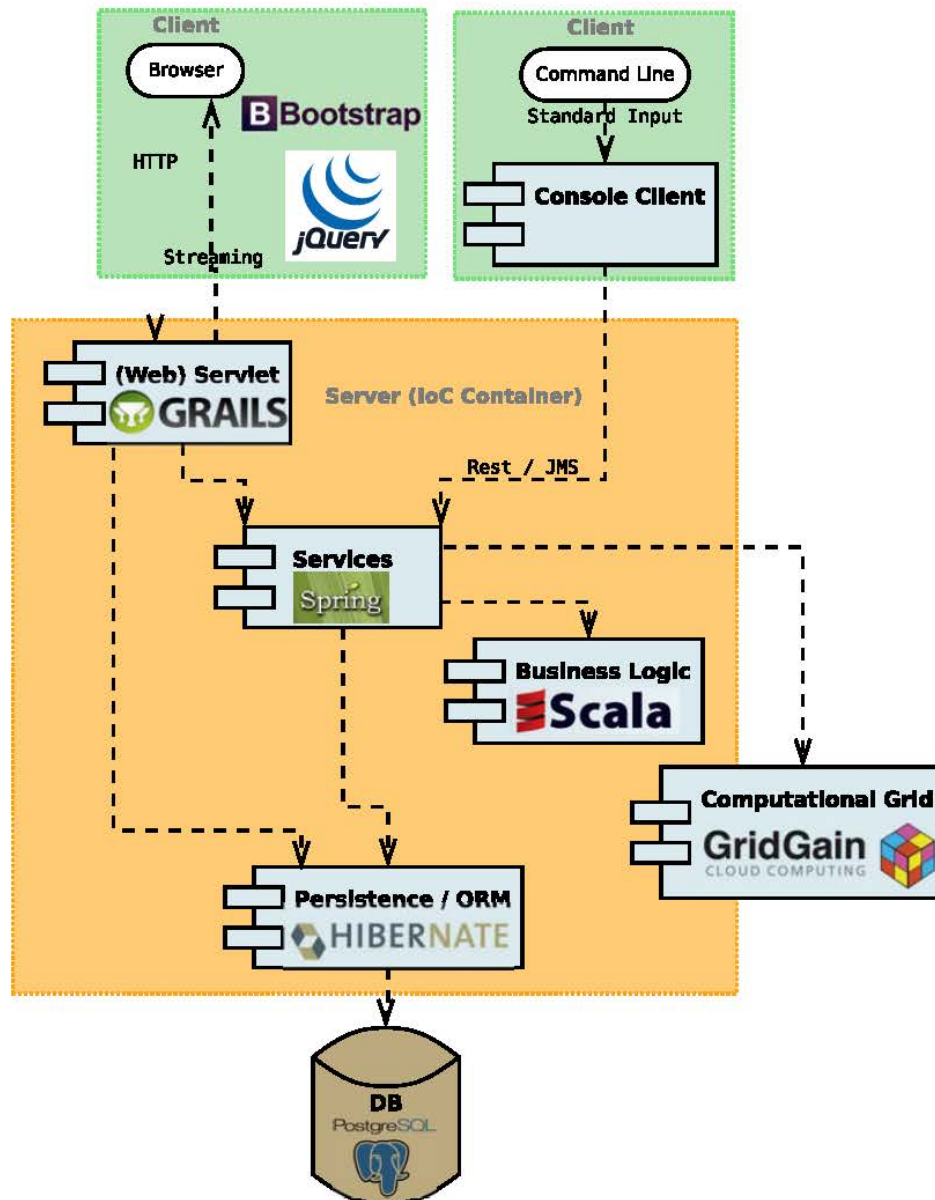 Client
Browser
B Bootstrap
HTTP
jQuery
Streaming
Client
Command Line
Standard Input
Console Client
(Web) Servlet
GRAILS
Server (IoC Container)
Rest / JMS
Services
Spring
Business Logic
Scala
Computational Grid
GridGain
CLOUD COMPUTING
Persistence / ORM
HIBERNATE
DB
PostgreSQL